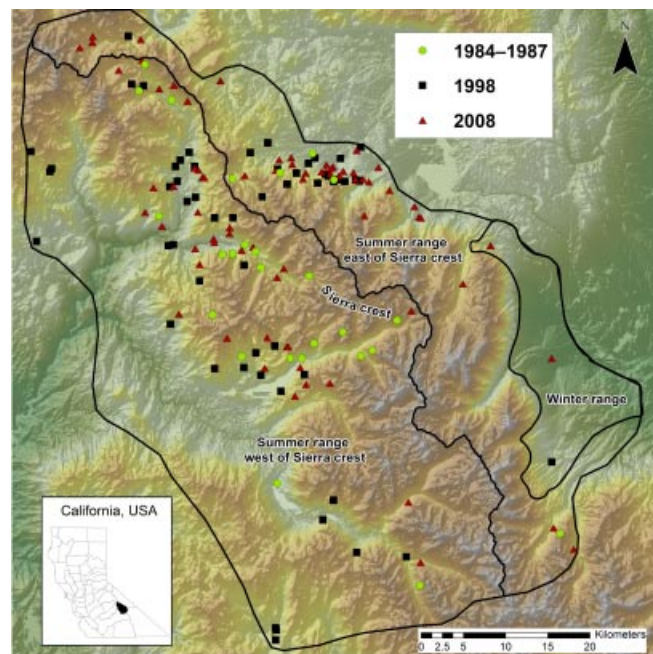 N
1984–1987
1998
2008
Summer range
east of Sierra crest
Sierra crest
Winter range
Summer range
west of Sierra crest
California, USA
Kilometers
0 2.5 5 10 15 20